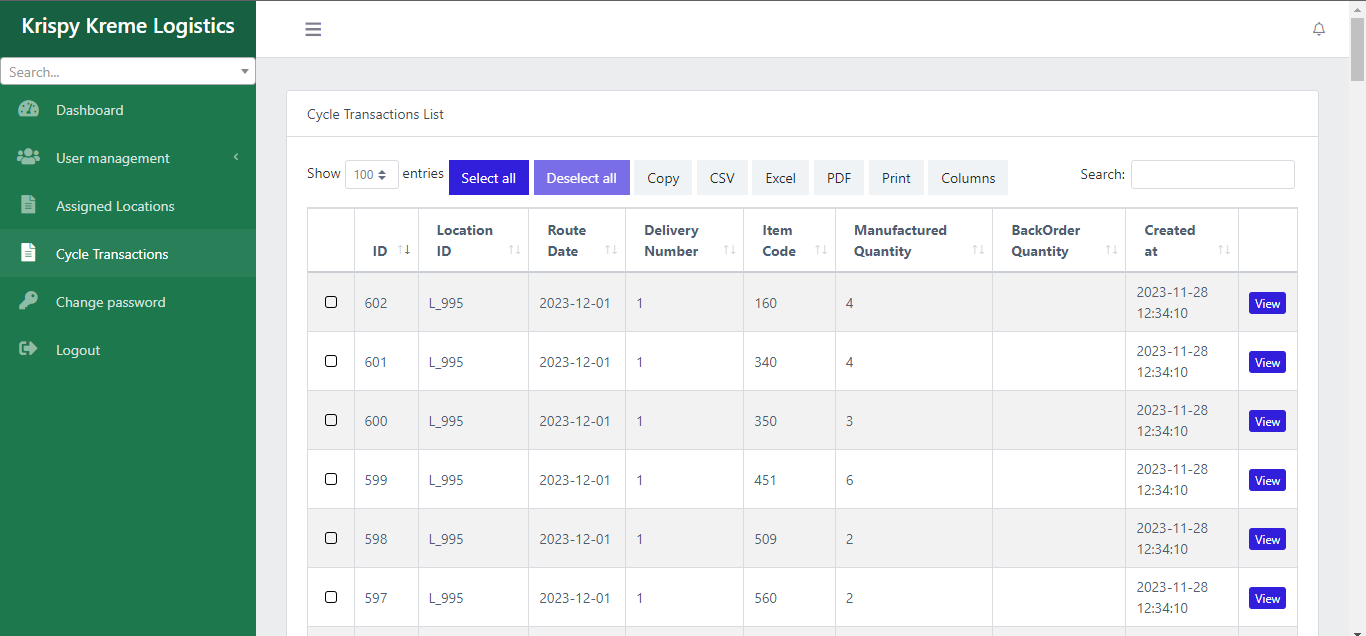 Krispy Kreme Logistics
Search...
Dashboard
User management
Assigned Locations
Cycle Transactions
Change password
Logout
Cycle Transactions List
Show 100 entries Select all Deselect all Copy CSV Excel PDF Print Columns Search:
ID Location ID Route Date Delivery Number Item Code Manufactured Quantity BackOrder Quantity Created at
602 L_995 2023-12-01 1 160 4 2023-11-28 12:34:10 View
601 L_995 2023-12-01 1 340 4 2023-11-28 12:34:10 View
600 L_995 2023-12-01 1 350 3 2023-11-28 12:34:10 View
599 L_995 2023-12-01 1 451 6 2023-11-28 12:34:10 View
598 L_995 2023-12-01 1 509 2 2023-11-28 12:34:10 View
597 L_995 2023-12-01 1 560 2 2023-11-28 12:34:10 View